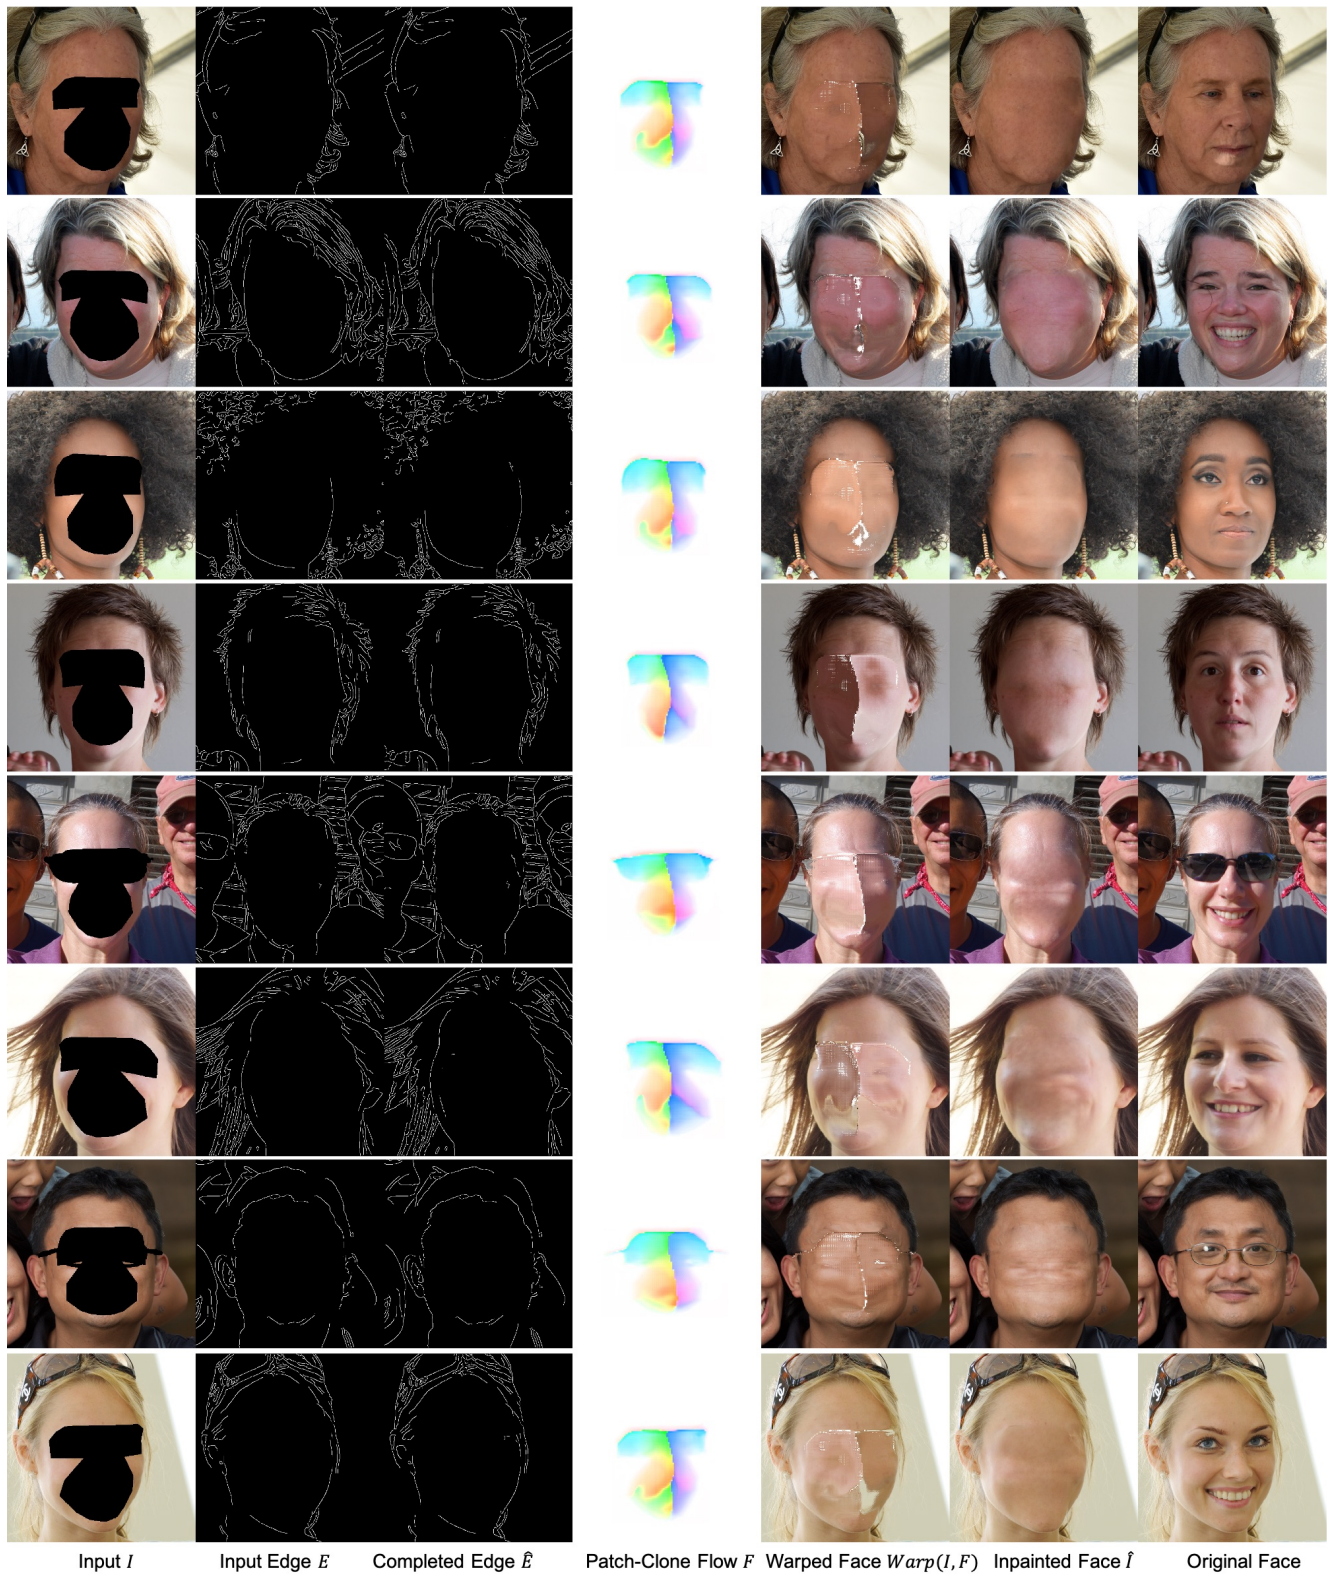 Input I Input Edge E Completed Edge Ê Patch-Clone Flow F Warped Face Warp(I, F) Inpainted Face Î Original Face